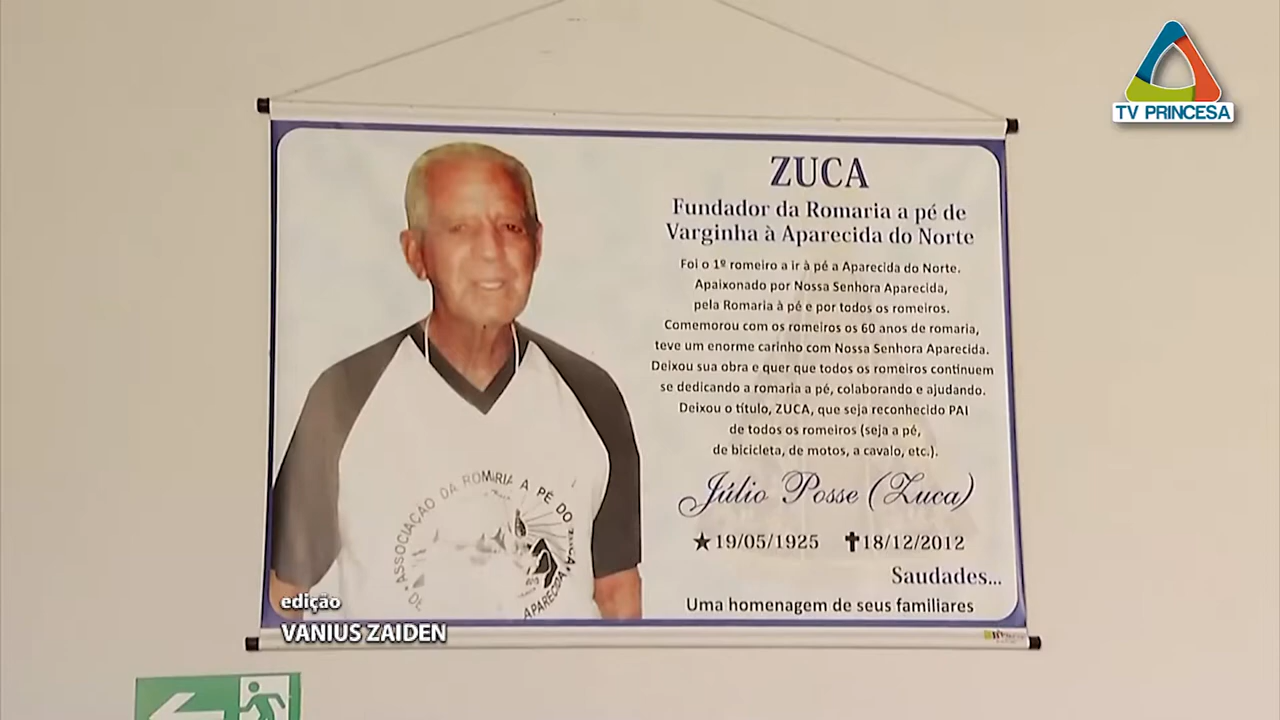 TV PRINCESA
ZUCA
Fundador da Romaria a pé de
Varginha à Aparecida do Norte
Foi o 1º romeiro a ir à pé a Aparecida do Norte.
Apaixonado por Nossa Senhora Aparecida,
pela Romaria à pé e por todos os romeiros.
Comemorou com os romeiros os 60 anos de romaria,
teve um enorme carinho com Nossa Senhora Aparecida.
Deixou sua obra e quer que todos os romeiros continuem
se dedicando a romaria a pé, colaborando e ajudando.
Deixou o título, ZUCA, que seja reconhecido PAI
de todos os romeiros (seja a pé,
de bicicleta, de motos, a cavalo, etc.).
Júlio Posse (Zuca)
19/05/1925 18/12/2012
Saudades...
Uma homenagem de seus familiares
ASSOCIAÇÃO DA ROMARIA A PÉ DO
APARECIDA
edição
VANIUS ZAIDEN